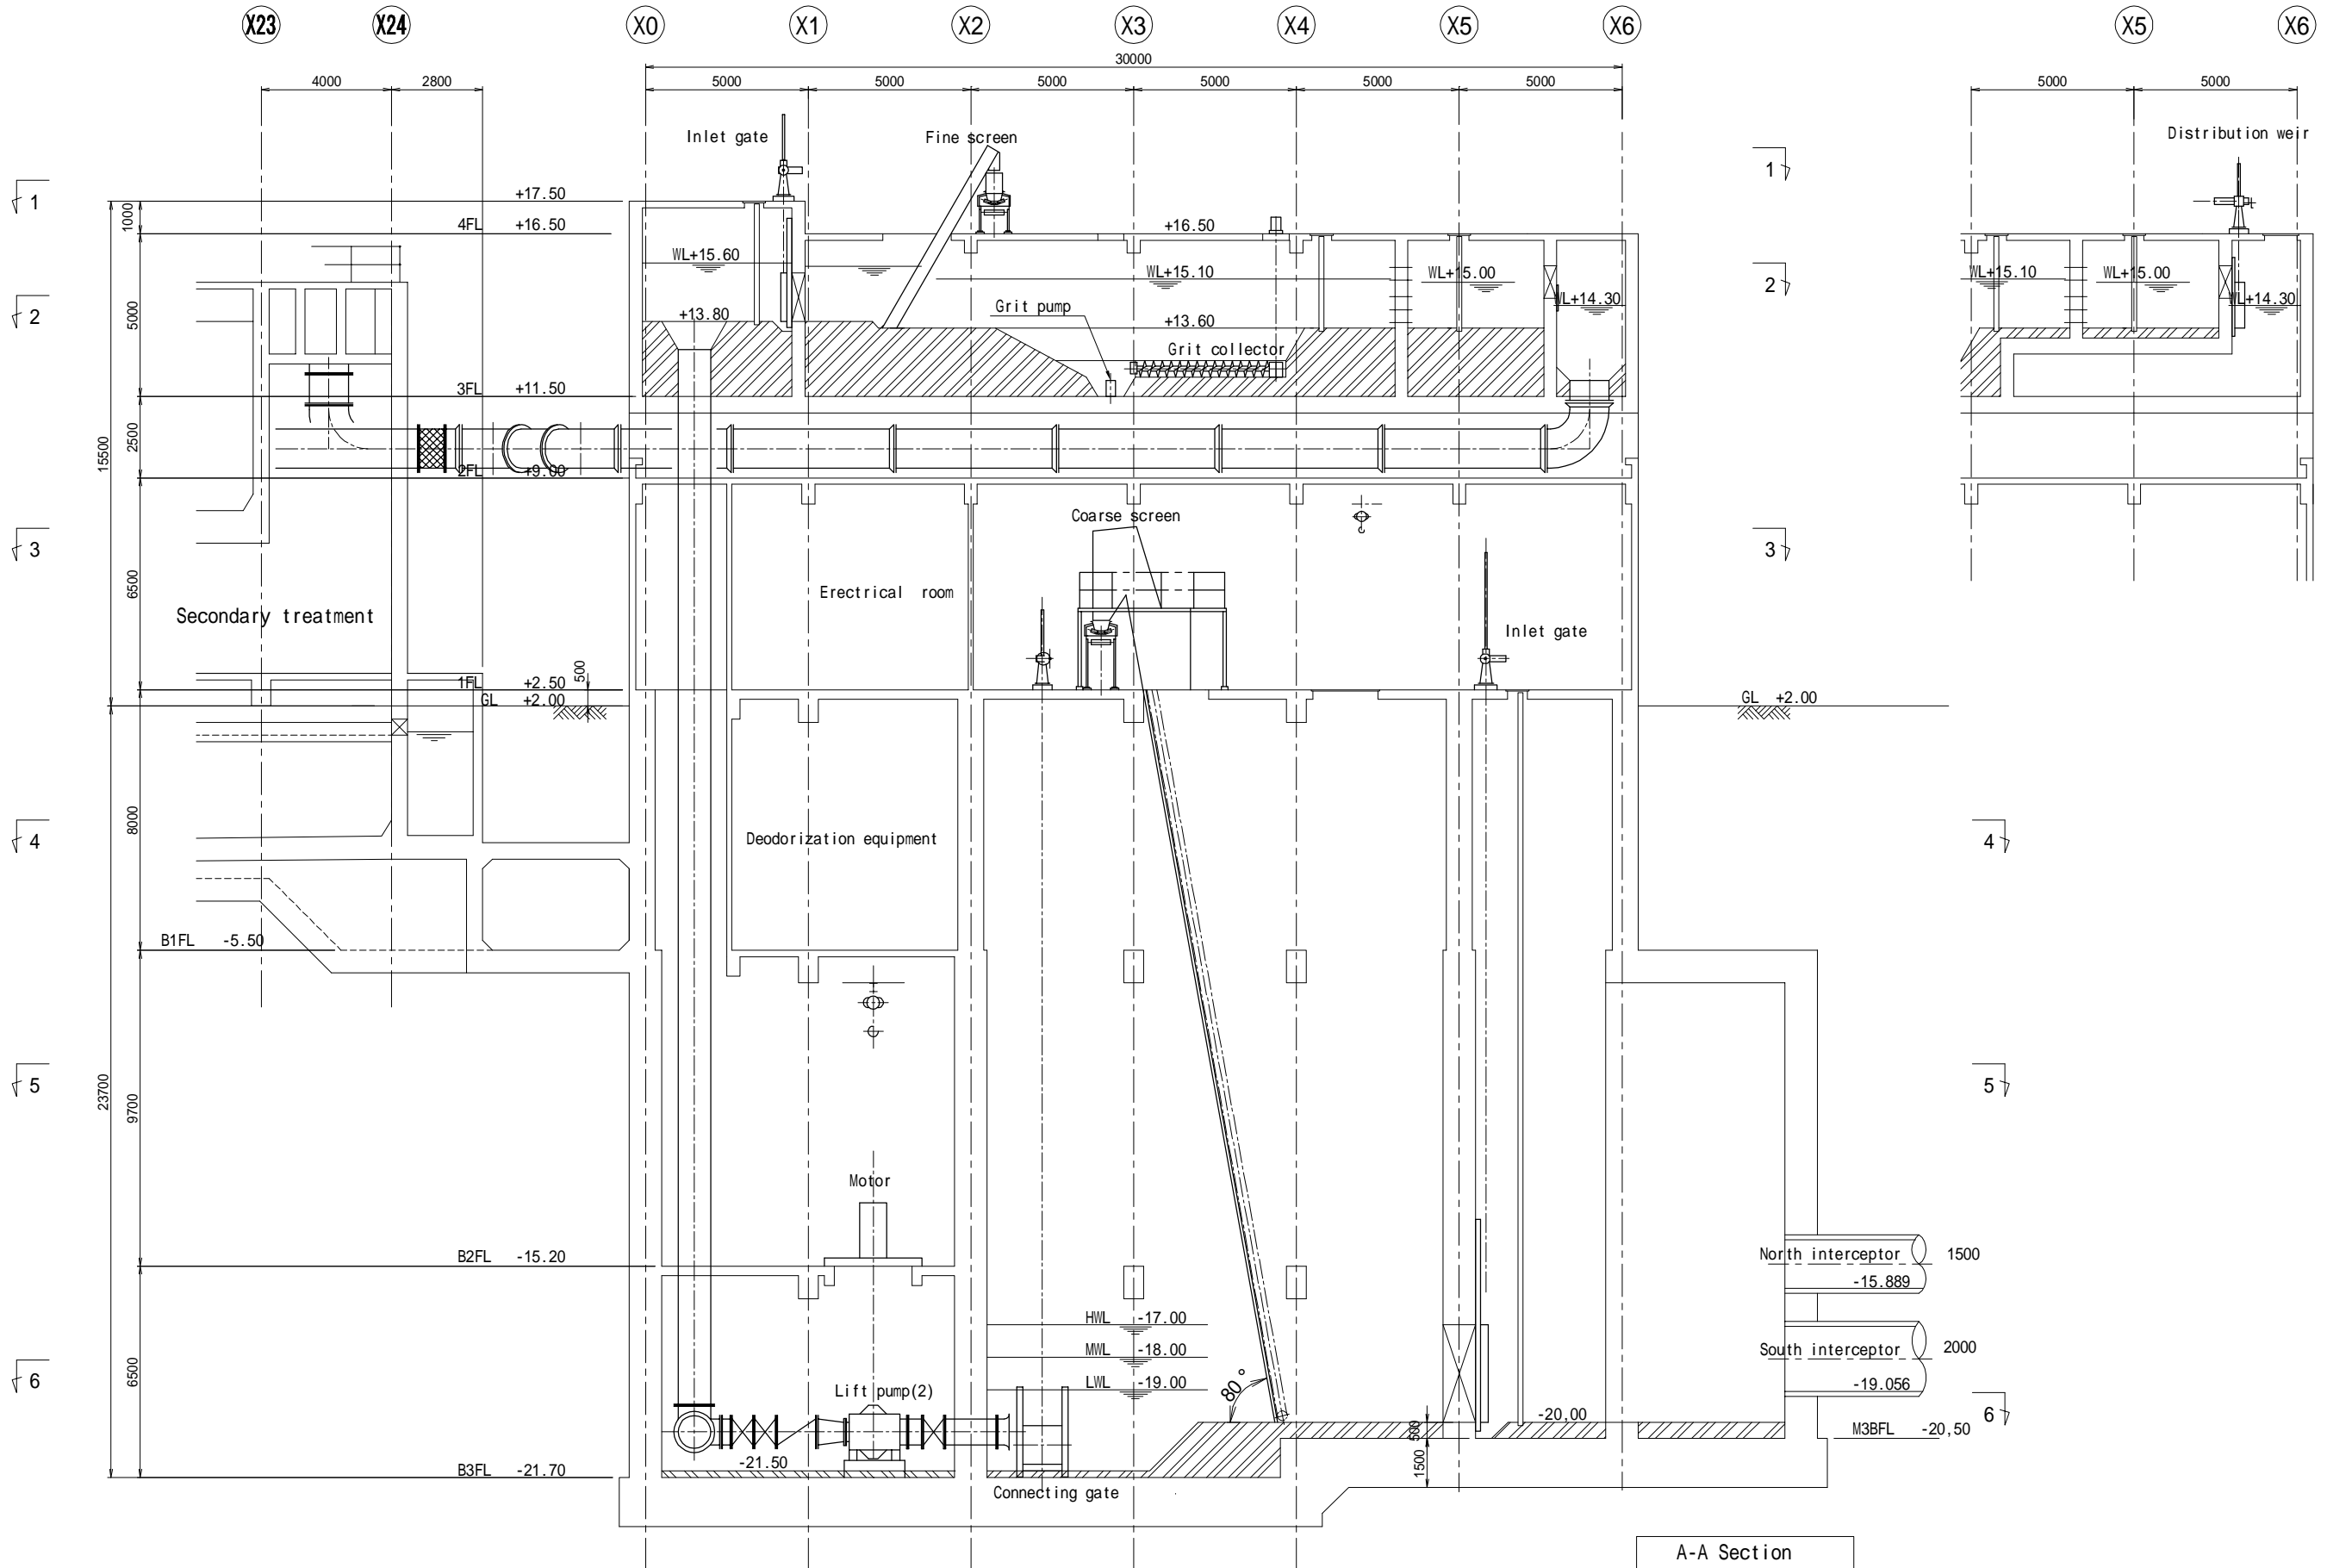 X23 X24 X0 X1 X2 X3 X4 X5 X6 X5 X6
30000
4000 2800 5000 5000 5000 5000 5000 5000 5000 5000
Inlet gate Fine screen Distribution weir
1 1
+17.50
1000
4FL +16.50 +16.50
WL+15.60 WL+15.10 WL+15.00 WL+15.10 WL+15.00
2
WL+14.30 WL+14.30
2
5000
Grit pump
+13.80 +13.60
Grit collector
3FL +11.50
2500
15500
2FL +9.00
Coarse screen
3 3
6500
Erectrical room
Secondary treatment
Inlet gate
500
1FL +2.50
GL +2.00 GL +2.00
8000
4 4
Deodorization equipment
B1FL -5.50
5 5
23700
9700
Motor
B2FL -15.20
North interceptor 1500
-15.889
HWL -17.00
MWL -18.00
South interceptor 2000
LWL -19.00
-19.056
6
6500
80°
Lift pump(2)
6
-20,00
500
M3BFL -20,50
-21.50
1500
B3FL -21.70
Connecting gate
A-A Section